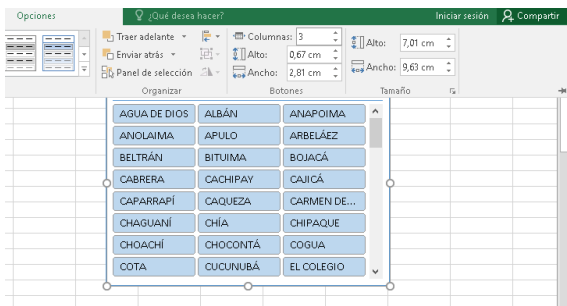 Opciones ¿Qué desea hacer? Iniciar sesión Compartir
Traer adelante Columnas: 3
Enviar atrás Alto: 0,67 cm Alto: 7,01 cm
Panel de selección Ancho: 2,81 cm Ancho: 9,63 cm
Organizar Botones Tamaño
AGUA DE DIOS ALBÁN ANAPOIMA
ANOLAIMA APULO ARBELÁEZ
BELTRÁN BITUIMA BOJACÁ
CABRERA CACHIPAY CAJICÁ
CAPARRAPÍ CAQUEZA CARMEN DE...
CHAGUANÍ CHÍA CHIPAQUE
CHOACHÍ CHOCONTÁ COGUA
COTA CUCUNUBÁ EL COLEGIO